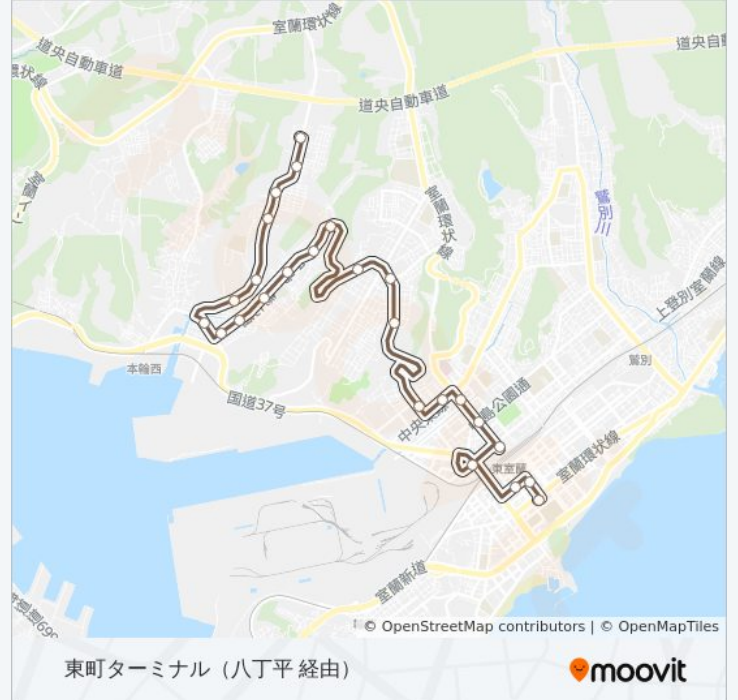 室蘭環状線
道央自動車道
道央自
環状線
道央自動車道
室蘭環状線
鷲別川
上登別室蘭線
本輪西
鷲別
国道37号
島公園通
中央
東室蘭
室蘭環状線
室蘭新道
© OpenStreetMap contributors | © OpenMapTiles
東町ターミナル（八丁平 経由）
moovit